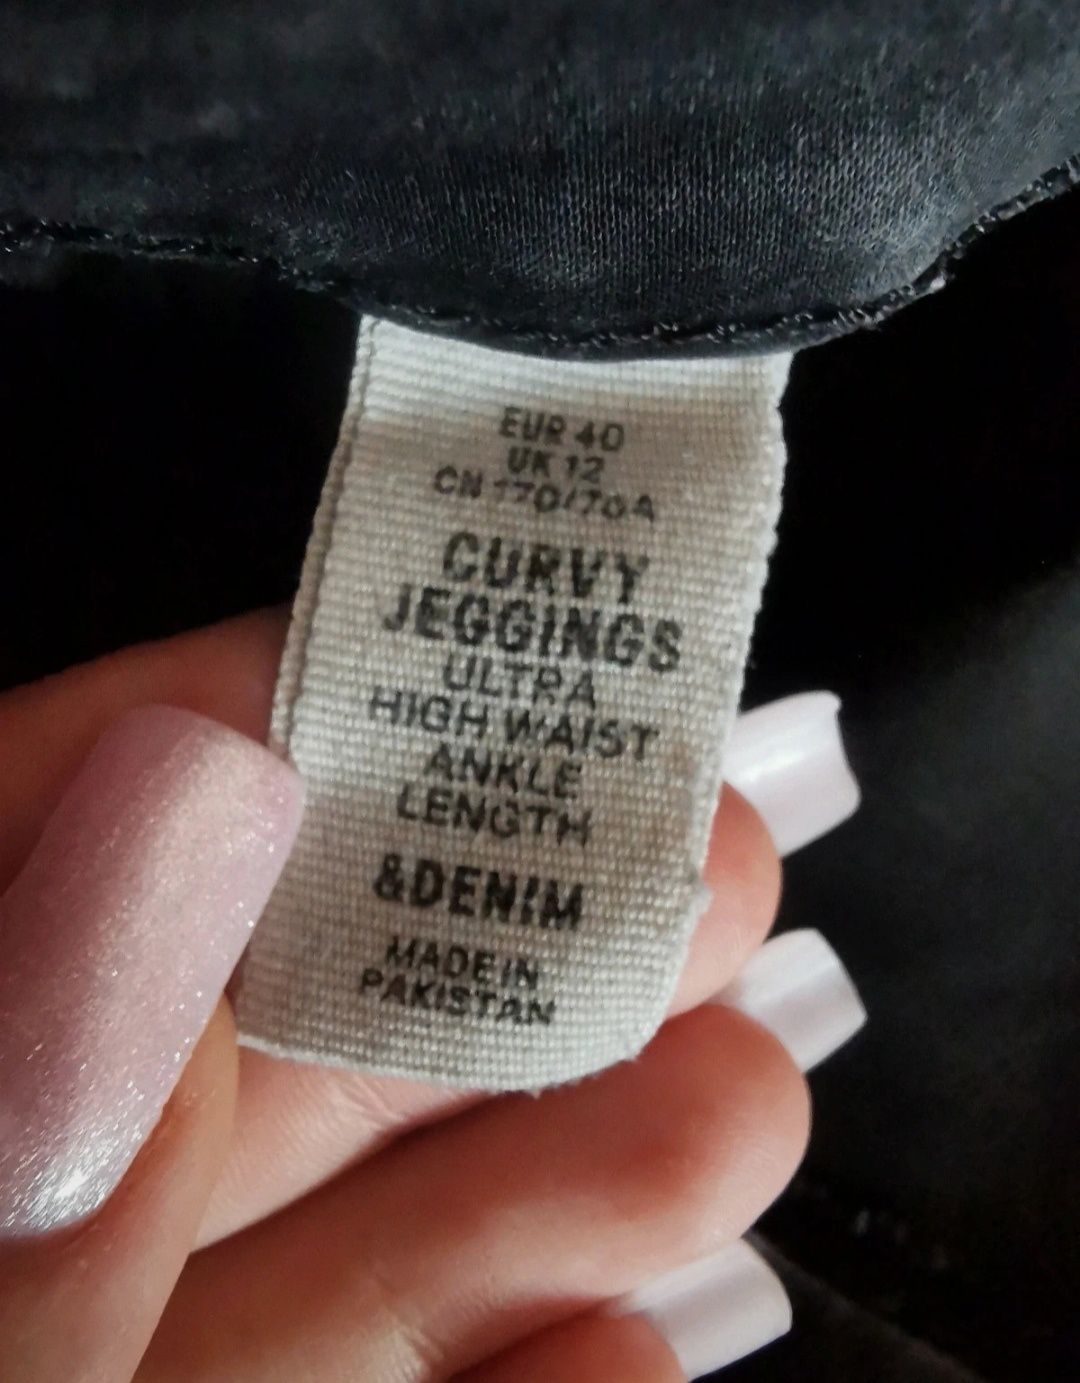 EUR 40
UK 12
CN 170/70A
CURVY
JEGGINGS
ULTRA
HIGH WAIST
ANKLE
LENGTH
&DENIM
MADE IN
PAKISTAN